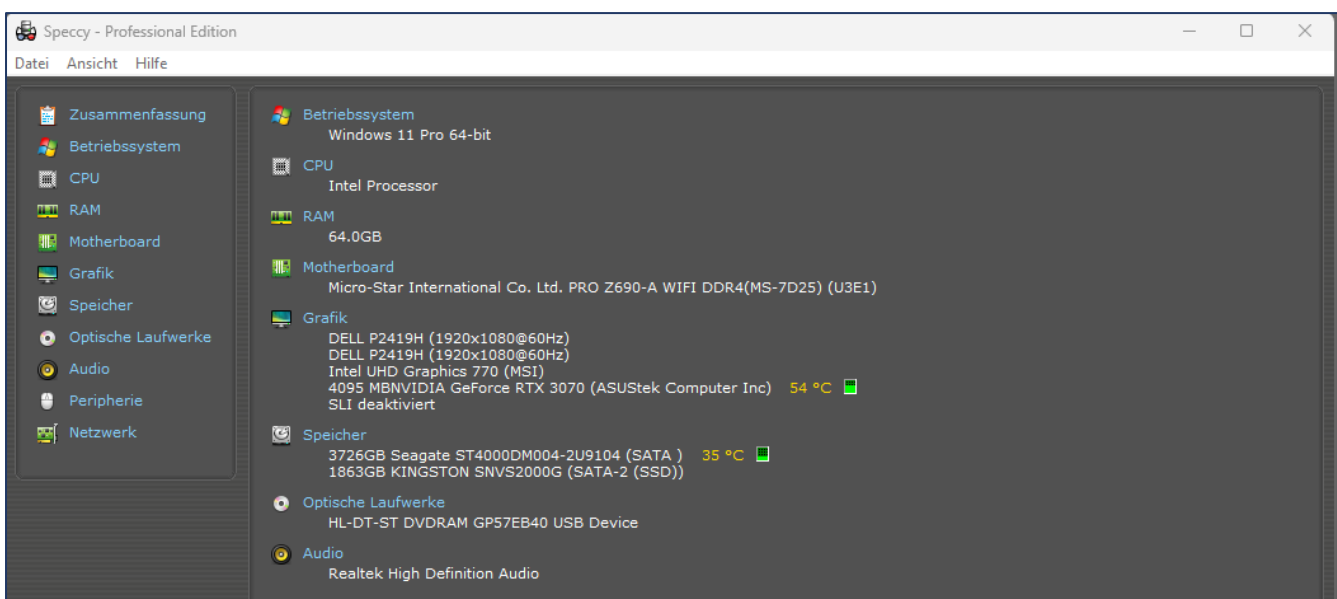 Speccy - Professional Edition
Datei Ansicht Hilfe
Zusammenfassung
Betriebssystem
CPU
RAM
Motherboard
Grafik
Speicher
Optische Laufwerke
Audio
Peripherie
Netzwerk
Betriebssystem
Windows 11 Pro 64-bit
CPU
Intel Processor
RAM
64.0GB
Motherboard
Micro-Star International Co. Ltd. PRO Z690-A WIFI DDR4(MS-7D25) (U3E1)
Grafik
DELL P2419H (1920x1080@60Hz)
DELL P2419H (1920x1080@60Hz)
Intel UHD Graphics 770 (MSI)
4095 MBNVIDIA GeForce RTX 3070 (ASUStek Computer Inc) 54 °C
SLI deaktiviert
Speicher
3726GB Seagate ST4000DM004-2U9104 (SATA ) 35 °C
1863GB KINGSTON SNVS2000G (SATA-2 (SSD))
Optische Laufwerke
HL-DT-ST DVDRAM GP57EB40 USB Device
Audio
Realtek High Definition Audio